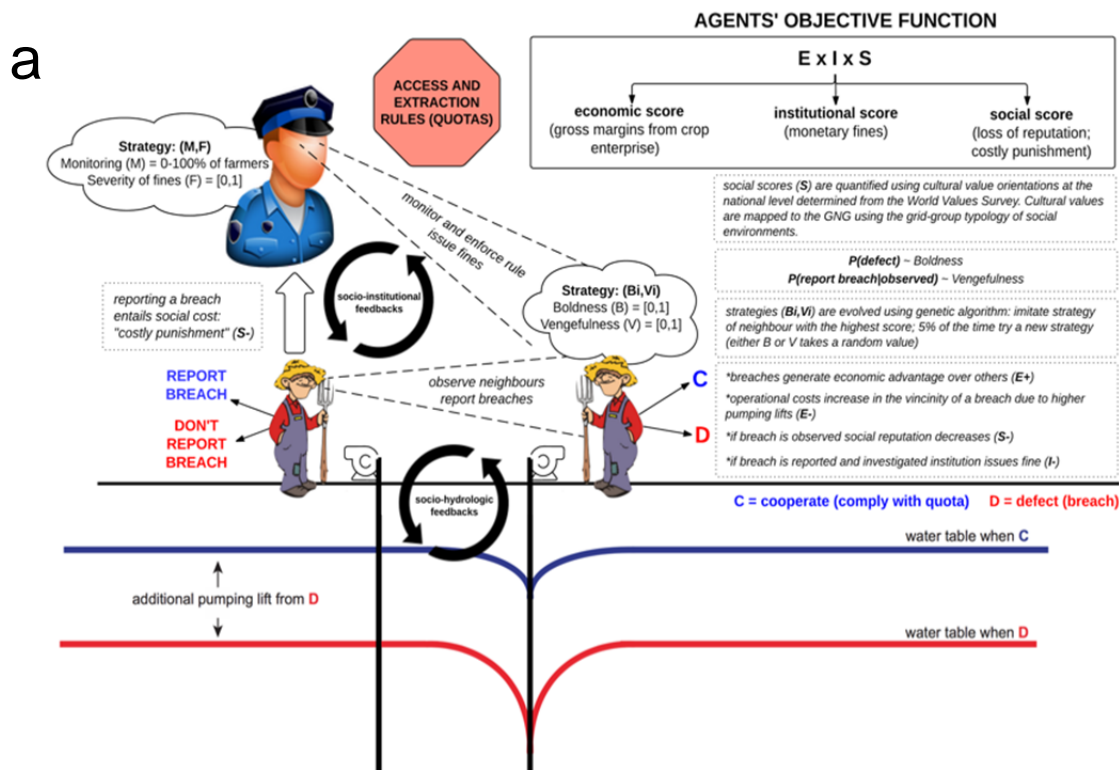 a
AGENTS' OBJECTIVE FUNCTION
E x I x S
economic score
(gross margins from crop
enterprise)
institutional score
(monetary fines)
social score
(loss of reputation;
costly punishment)
ACCESS AND
EXTRACTION
RULES (QUOTAS)
Strategy: (M,F)
Monitoring (M) = 0-100% of farmers
Severity of fines (F) = [0,1]
monitor and enforce rule
issue fines
social scores (S) are quantified using cultural value orientations at the
national level determined from the World Values Survey. Cultural values
are mapped to the GNG using the grid-group typology of social
environments.
P(defect) ~ Boldness
P(report breach|observed) ~ Vengefulness
Strategy: (Bi,Vi)
Boldness (B) = [0,1]
Vengefulness (V) = [0,1]
strategies (Bi,Vi) are evolved using genetic algorithm: imitate strategy
of neighbour with the highest score; 5% of the time try a new strategy
(either B or V takes a random value)
reporting a breach
entails social cost:
"costly punishment" (S-)
socio-institutional
feedbacks
REPORT
BREACH
DON'T
REPORT
BREACH
observe neighbours
report breaches
C
D
*breaches generate economic advantage over others (E+)
*operational costs increase in the vincinity of a breach due to higher
pumping lifts (E-)
*if breach is observed social reputation decreases (S-)
*if breach is reported and investigated institution issues fine (I-)
C = cooperate (comply with quota) D = defect (breach)
socio-hydrologic
feedbacks
water table when C
additional pumping lift from D
water table when D